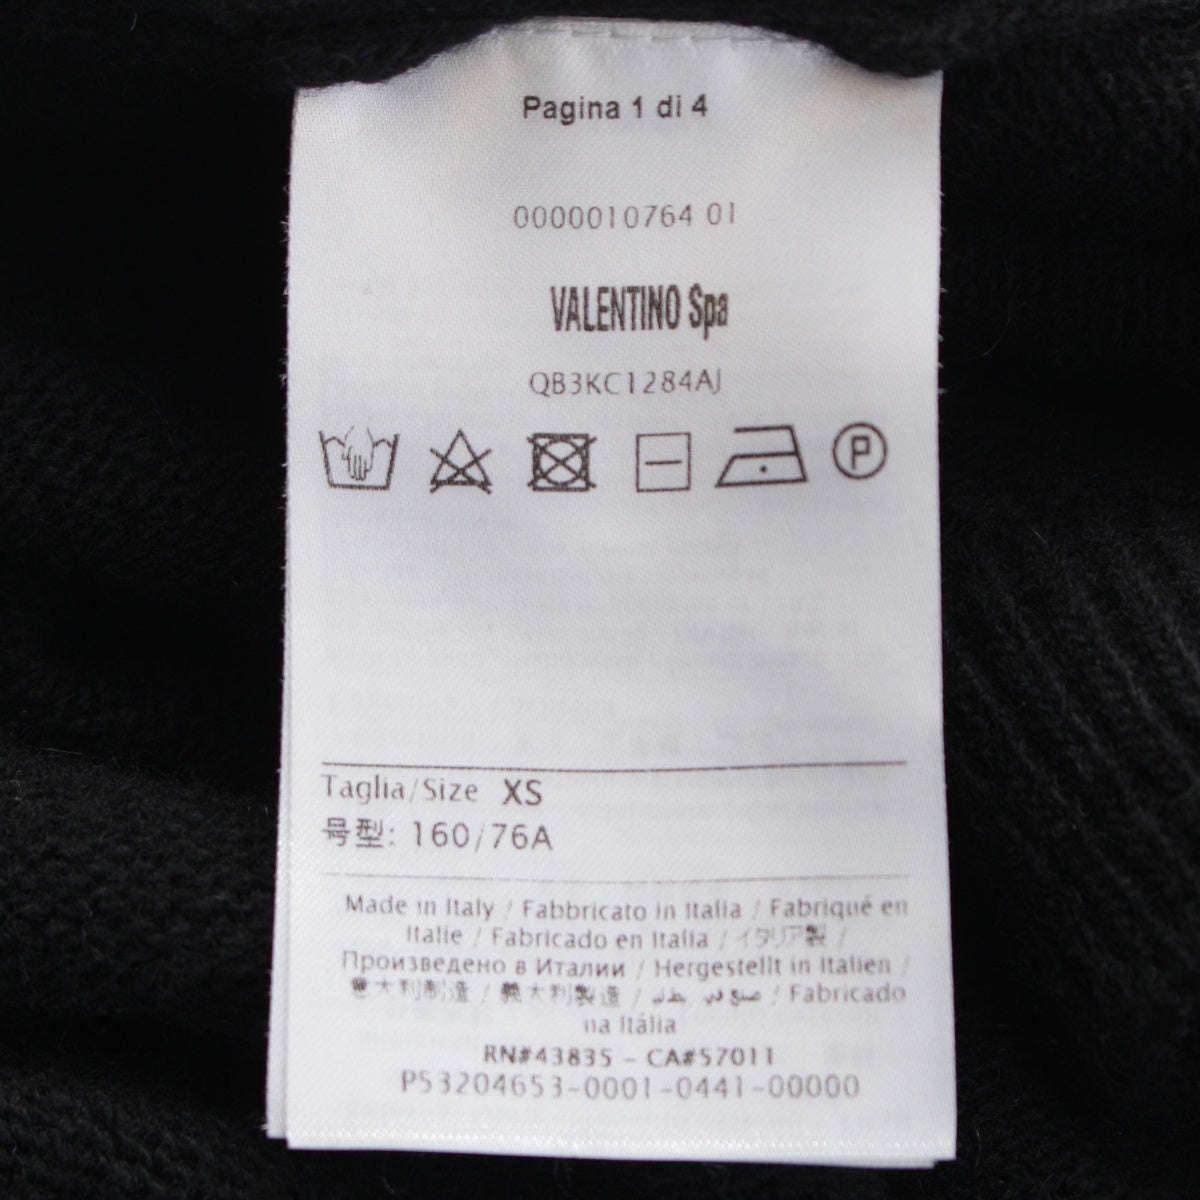 Pagina 1 di 4
0000010764 01
VALENTINO Spa
QB3KC1284AJ
P
Taglia/Size XS
号型: 160/76A
Made in Italy / Fabbricato in Italia / Fabriqué en
Italie / Fabricado en Italia / イタリア製 /
Произведено в Италии / Hergestellt in Italien /
意大利制造 / 義大利製造 / صنع في / Fabricado
na Itália
RN#43835 - CA#57011
P53204653-0001-0441-00000